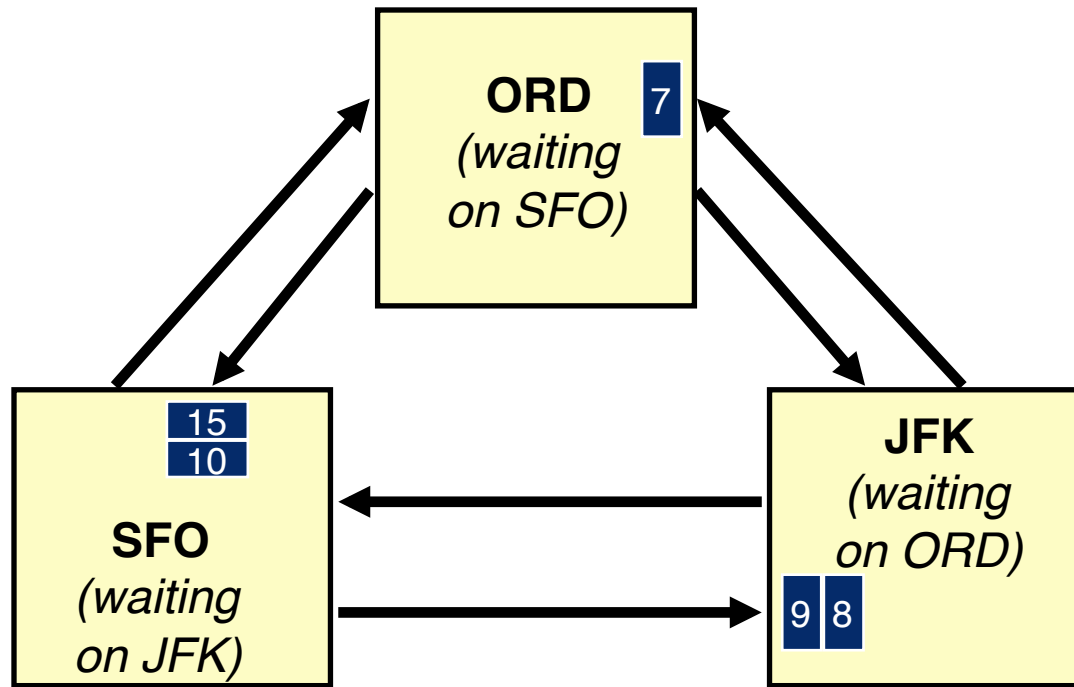 ORD
(waiting
on SFO)
7
15
10
SFO
(waiting
on JFK)
JFK
(waiting
on ORD)
9 8